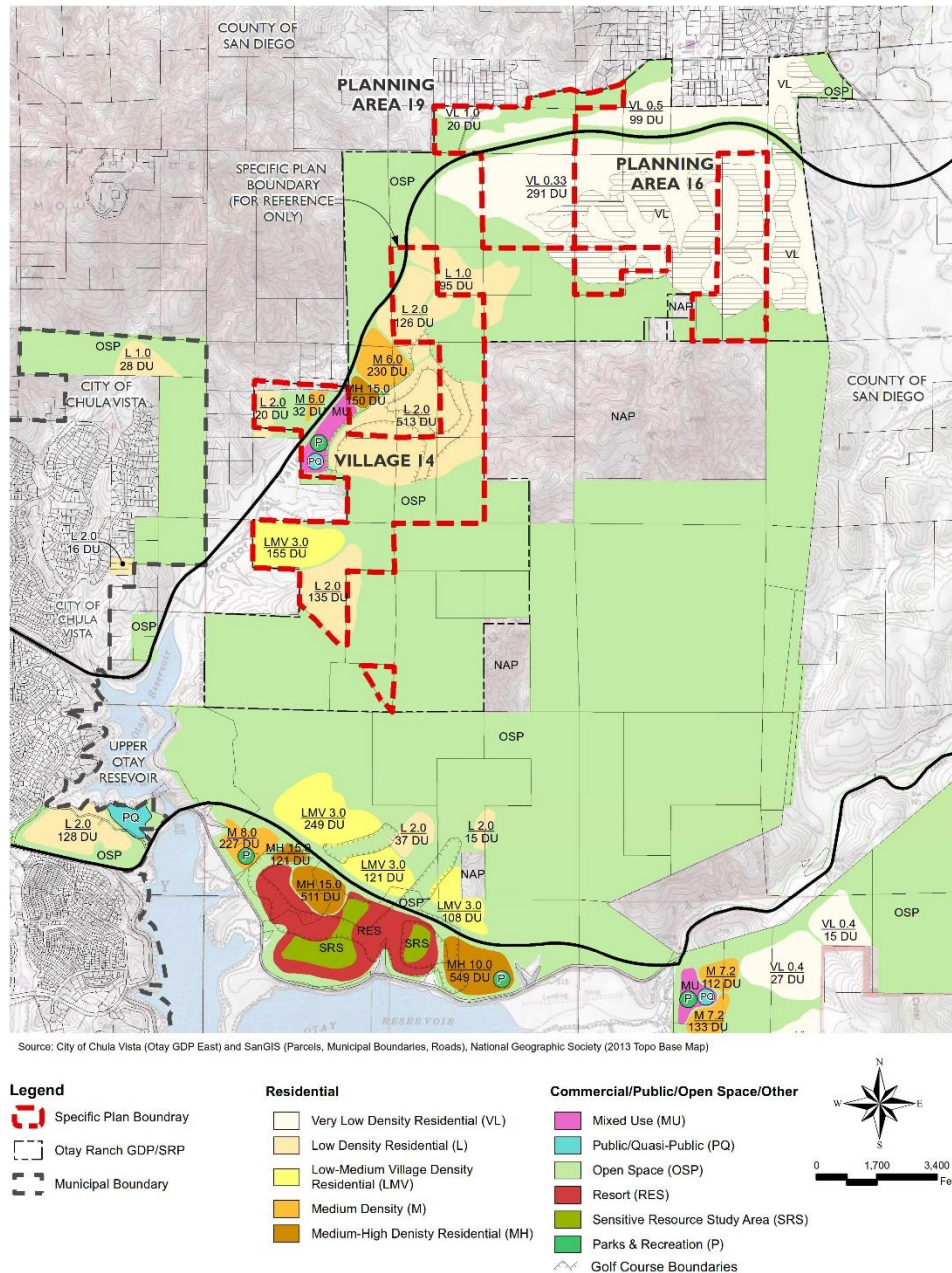 COUNTY OF
SAN DIEGO
PLANNING
AREA 19
VL 1.0
20 DU
VL 0.5
99 DU
VL
OSP
SPECIFIC PLAN
BOUNDARY
(FOR REFERENCE
ONLY)
OSP
VL 0.33
291 DU
PLANNING
AREA 16
VL
VL
L 1.0
95 DU
NAP
L 2.0
126 DU
OSP
L 1.0
28 DU
CITY OF
CHULA VISTA
M 6.0
230 DU
MH 15.0
150 DU
L 2.0
20 DU
M 6.0
32 DU
MU
L 2.0
513 DU
NAP
COUNTY OF
SAN DIEGO
P
PQ
VILLAGE 14
OSP
L 2.0
16 DU
LMV 3.0
155 DU
L 2.0
135 DU
CITY OF
CHULA
VISTA
OSP
NAP
OSP
UPPER
OTAY
RESEVOIR
PQ
L 2.0
128 DU
OSP
LMV 3.0
249 DU
M 8.0
227 DU
P
MH 15.0
121 DU
L 2.0
37 DU
L 2.0
15 DU
LMV 3.0
121 DU
NAP
MH 15.0
511 DU
OSP
LMV 3.0
108 DU
RES
SRS
SRS
MH 10.0
549 DU
P
OSP
VL 0.4
15 DU
VL 0.4
27 DU
M 7.2
112 DU
MU
P
PQ
M 7.2
133 DU
OTAY RESERVOIR
Source: City of Chula Vista (Otay GDP East) and SanGIS (Parcels, Municipal Boundaries, Roads), National Geographic Society (2013 Topo Base Map)
Legend
Specific Plan Boundray
Otay Ranch GDP/SRP
Municipal Boundary
Residential
Very Low Density Residential (VL)
Low Density Residential (L)
Low-Medium Village Density
Residential (LMV)
Medium Density (M)
Medium-High Denisty Residential (MH)
Commercial/Public/Open Space/Other
Mixed Use (MU)
Public/Quasi-Public (PQ)
Open Space (OSP)
Resort (RES)
Sensitive Resource Study Area (SRS)
Parks & Recreation (P)
Golf Course Boundaries
N
W
E
S
0 1,700 3,400
Fe